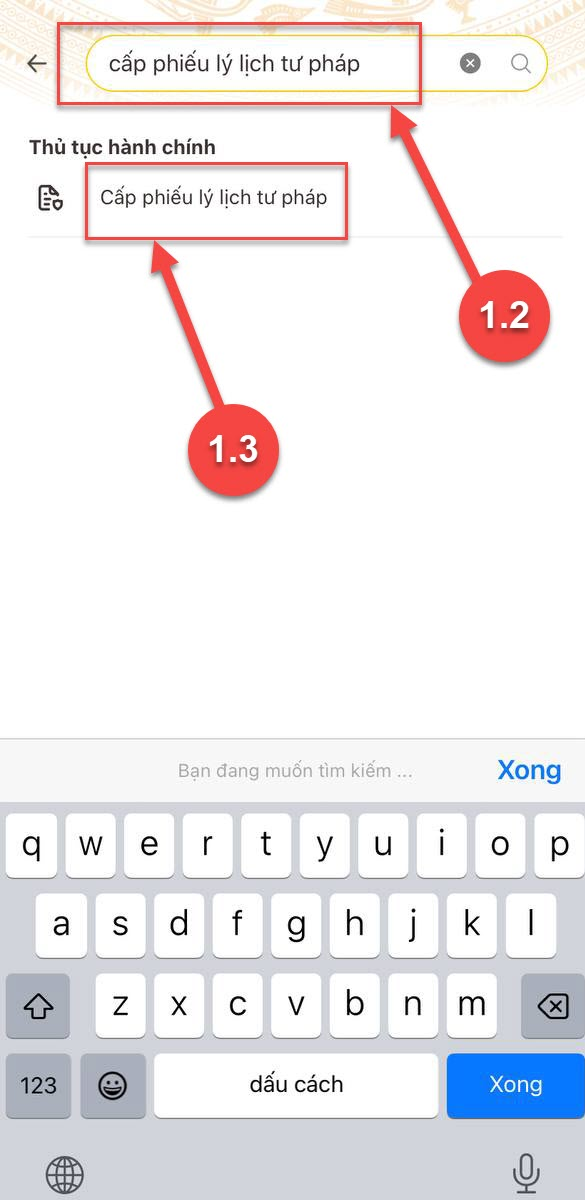 cấp phiếu lý lịch tư pháp
Thủ tục hành chính
Cấp phiếu lý lịch tư pháp
1.2
1.3
Bạn đang muốn tìm kiếm ...
Xong
q w e r t y u i o p
a s d f g h j k l
z x c v b n m
123 dấu cách Xong